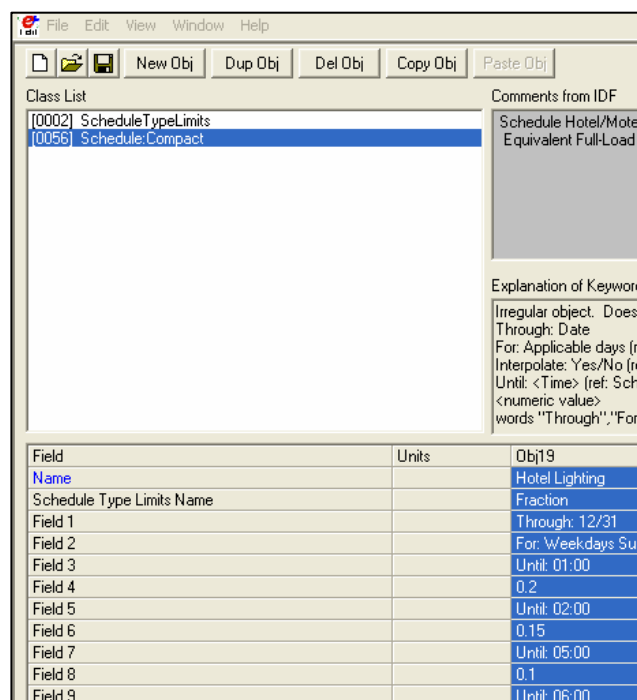 File Edit View Window Help
New Obj Dup Obj Del Obj Copy Obj Paste Obj
Class List
[0002] ScheduleTypeLimits
[0056] Schedule:Compact
Comments from IDF
Schedule Hotel/Mote
Equivalent Full-Load
Explanation of Keywor
Irregular object. Does
Through: Date
For: Applicable days (r
Interpolate: Yes/No (r
Until: <Time> (ref: Sch
<numeric value>
words "Through","For
Field Units Obj19
Name Hotel Lighting
Schedule Type Limits Name Fraction
Field 1 Through: 12/31
Field 2 For: Weekdays Su
Field 3 Until: 01:00
Field 4 0.2
Field 5 Until: 02:00
Field 6 0.15
Field 7 Until: 05:00
Field 8 0.1
Field 9 Until: 06:00